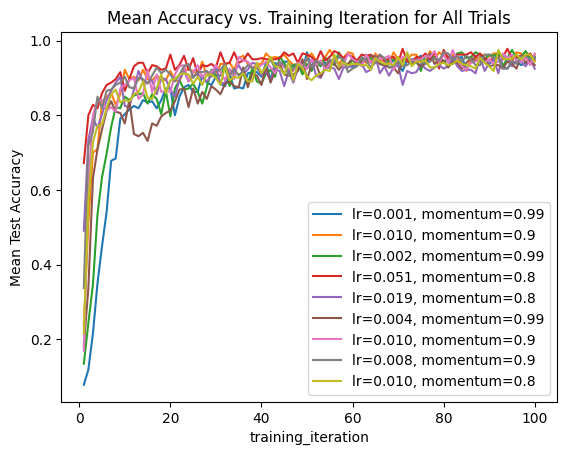 Mean Accuracy vs. Training Iteration for All Trials
1.0
0.8
0.6
0.4
0.2
Mean Test Accuracy
lr=0.001, momentum=0.99
lr=0.010, momentum=0.9
lr=0.002, momentum=0.99
lr=0.051, momentum=0.8
lr=0.019, momentum=0.8
lr=0.004, momentum=0.99
lr=0.010, momentum=0.9
lr=0.008, momentum=0.9
lr=0.010, momentum=0.8
0 20 40 60 80 100
training_iteration